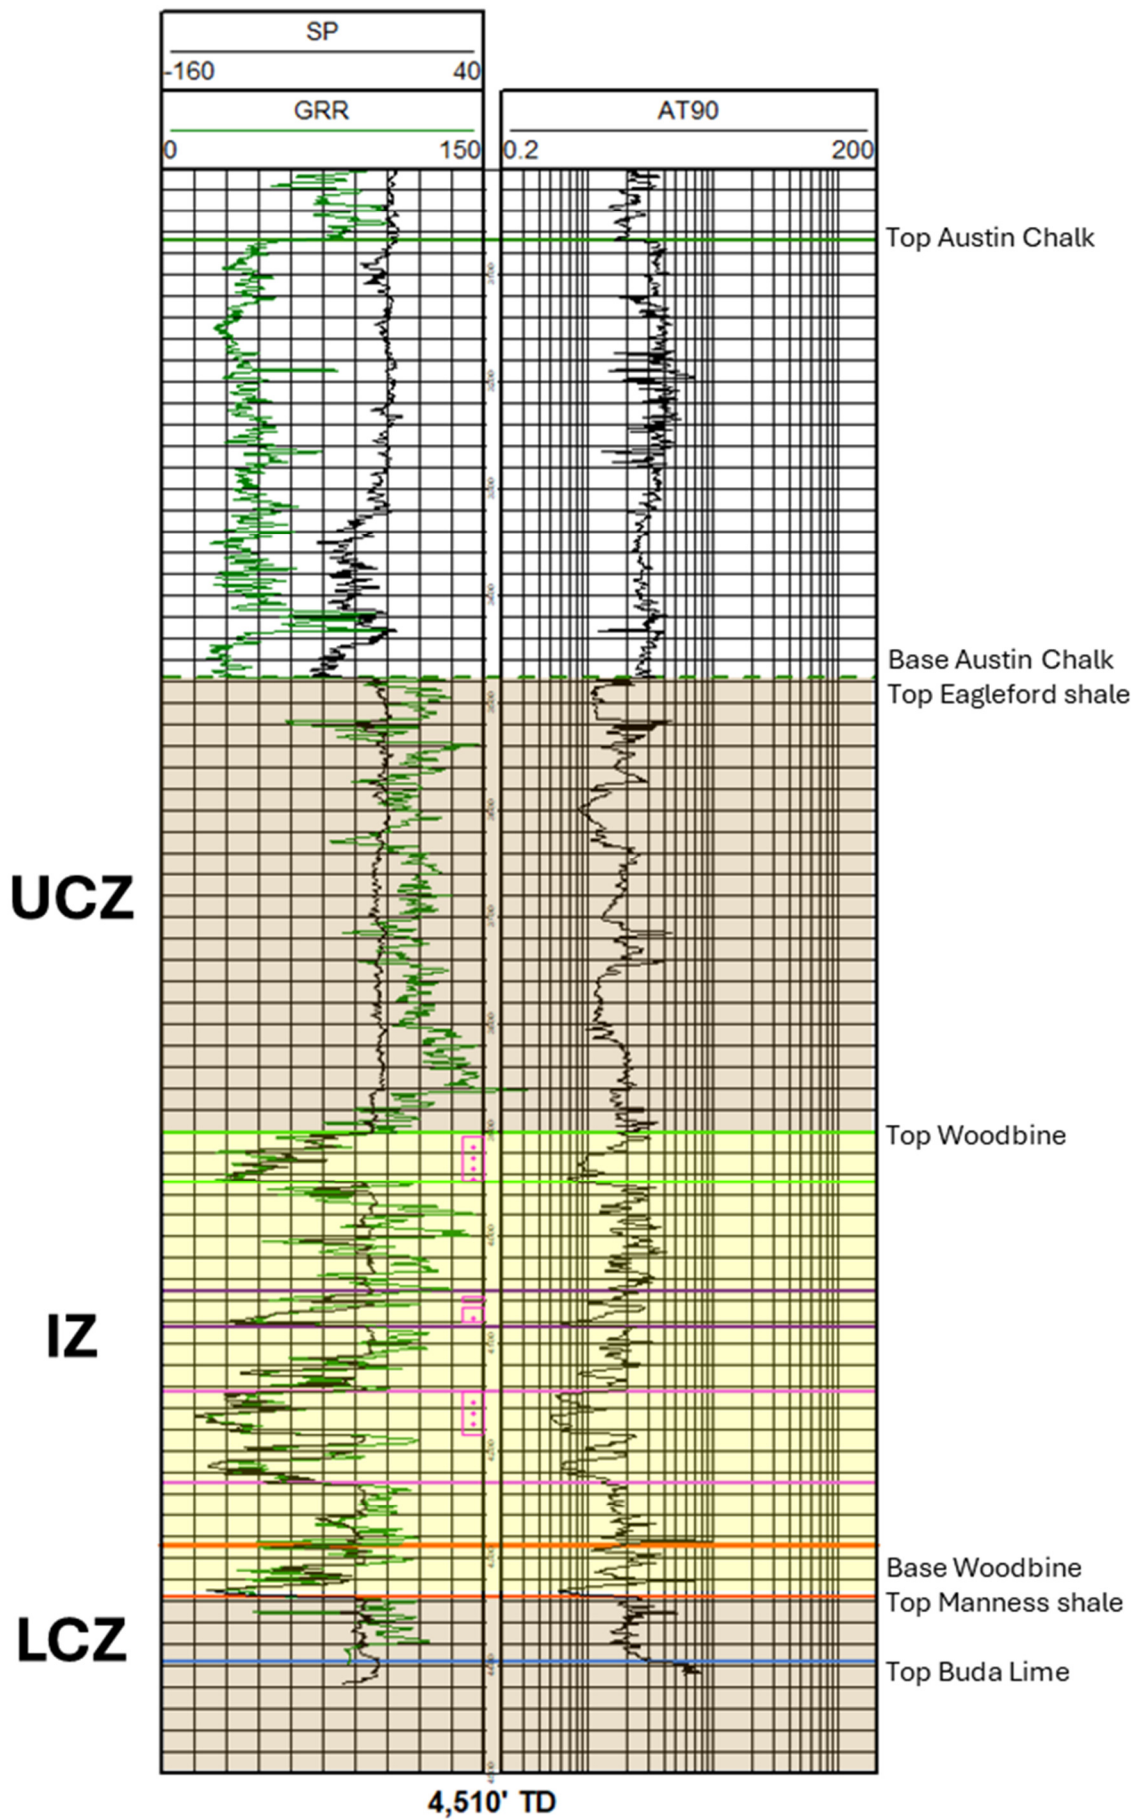 SP
-160 40
GRR
0 150
AT90
0.2 200
Top Austin Chalk
Base Austin Chalk
Top Eagleford shale
UCZ
Top Woodbine
IZ
Base Woodbine
Top Manness shale
LCZ
Top Buda Lime
4,510' TD